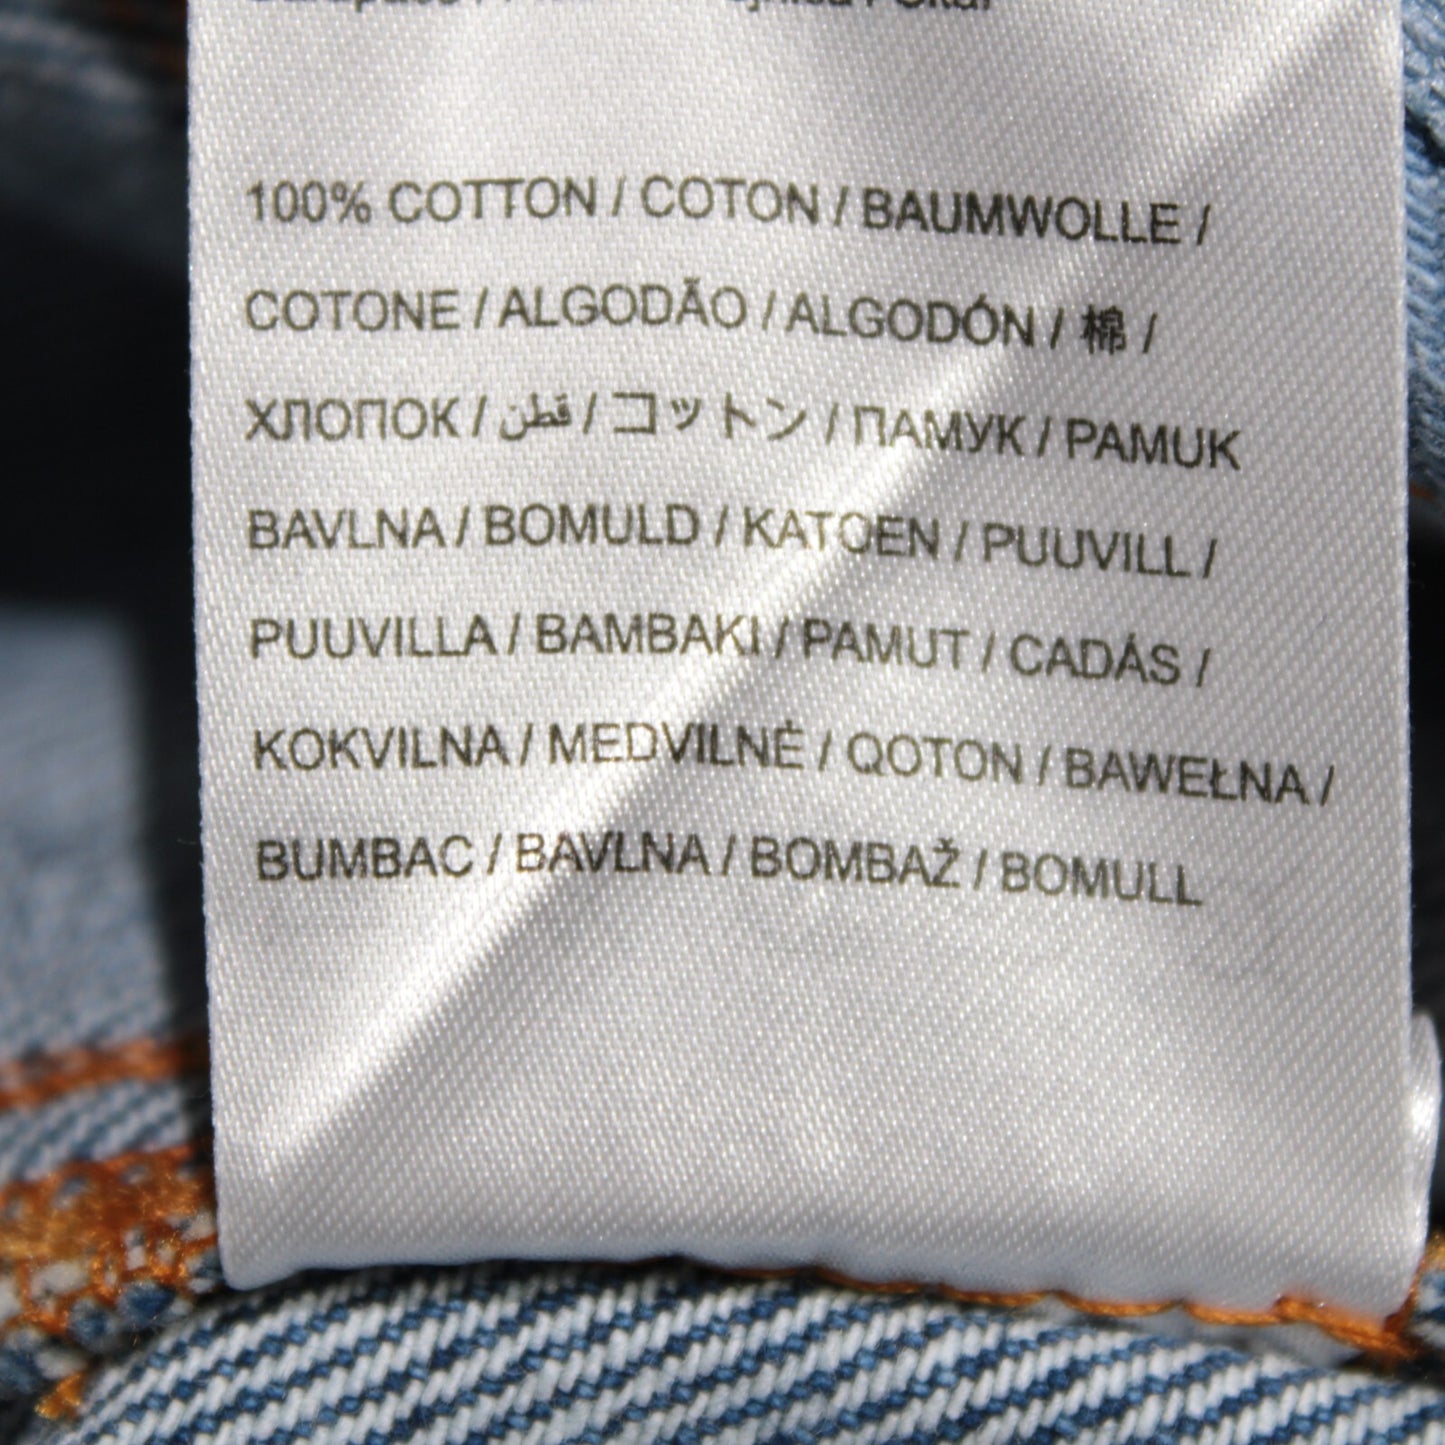 100% COTTON / COTON / BAUMWOLLE /
COTONE / ALGODÃO / ALGODÓN / 棉 /
ХЛОПОК / قطن / コットン / ПАМУК / PAMUK
BAVLNA / BOMULD / KATOEN / PUUVILL /
PUUVILLA / BAMBAKI / PAMUT / CADÁS /
KOKVILNA / MEDVILNĖ / QOTON / BAWEŁNA /
BUMBAC / BAVLNA / BOMBAŽ / BOMULL